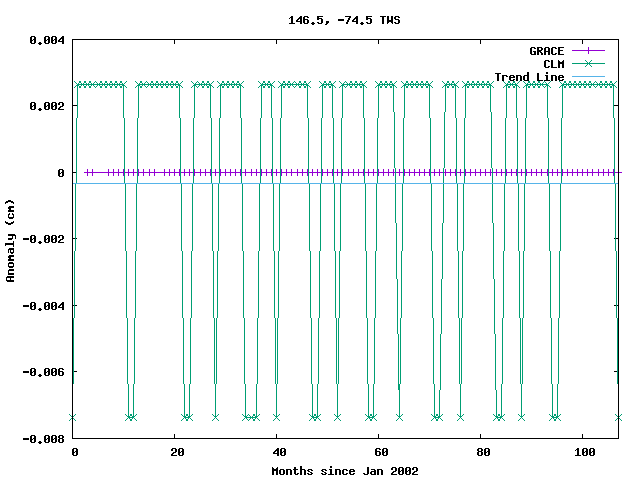 146.5, -74.5 TWS
0.004
GRACE
CLM
Trend Line
0.002
0
-0.002
Anomaly (cm)
-0.004
-0.006
-0.008
0 20 40 60 80 100
Months since Jan 2002